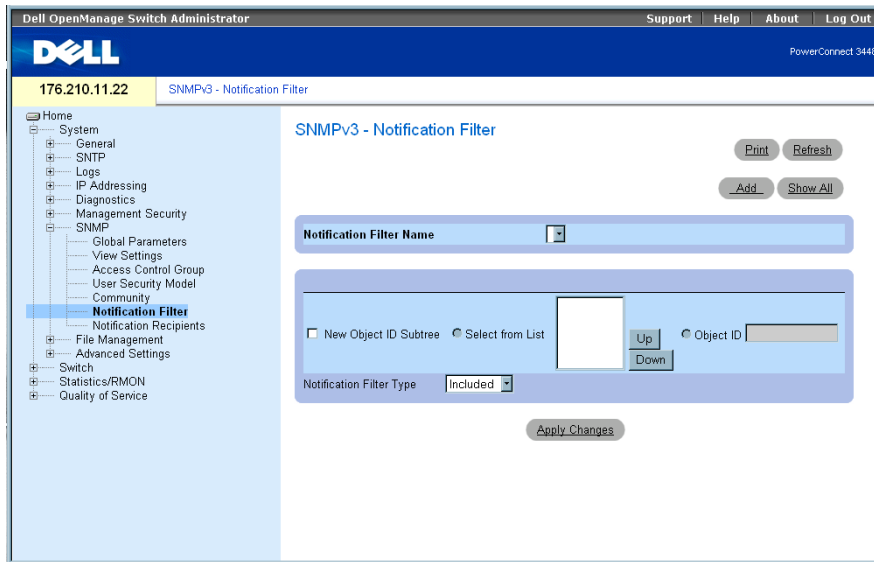 Dell OpenManage Switch Administrator
Support | Help | About | Log Out
DELL
PowerConnect 3448
176.210.11.22
SNMPv3 - Notification Filter
Home
System
General
SNTP
Logs
IP Addressing
Diagnostics
Management Security
SNMP
Global Parameters
View Settings
Access Control Group
User Security Model
Community
Notification Filter
Notification Recipients
File Management
Advanced Settings
Switch
Statistics/RMON
Quality of Service
SNMPv3 - Notification Filter
Print Refresh
Add Show All
Notification Filter Name
New Object ID Subtree Select from List Up Object ID
Down
Notification Filter Type Included
Apply Changes